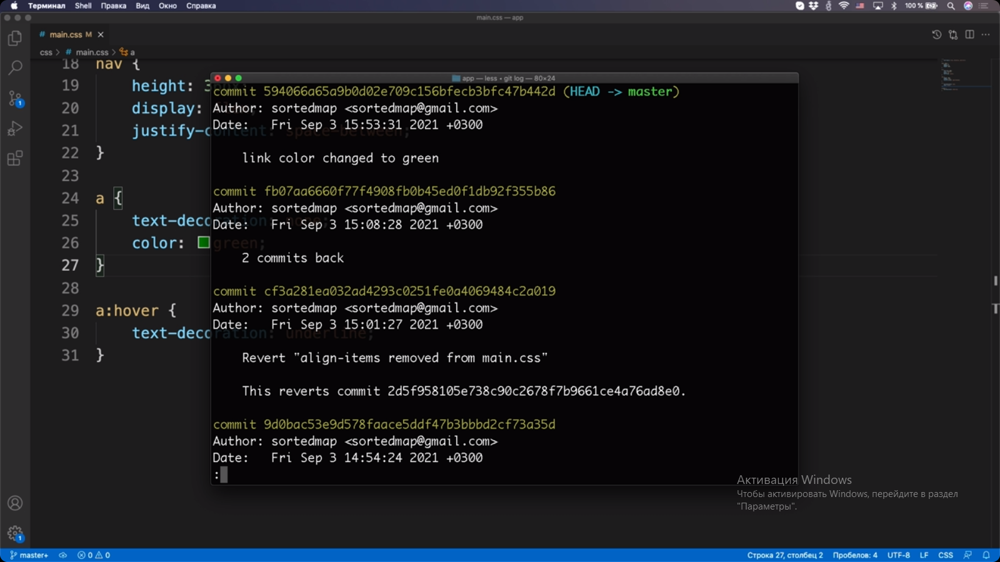 Терминал Shell Правка Вид Окно Справка 100 %
main.css — app
# main.css M
css > # main.css > a
18 nav {
19 height: 3
20 display:
21 justify-content: space-between;
22 }
23
24 a {
25 text-decoration: none;
26 color: green;
27 }
28
29 a:hover {
30 text-decoration: underline;
31 }
app — less • git log — 80×24
commit 594066a65a9b0d02e709c156bfecb3bfc47b442d (HEAD -> master)
Author: sortedmap <sortedmap@gmail.com>
Date: Fri Sep 3 15:53:31 2021 +0300
link color changed to green
commit fb07aa6660f77f4908fb0b45ed0f1db92f355b86
Author: sortedmap <sortedmap@gmail.com>
Date: Fri Sep 3 15:08:28 2021 +0300
2 commits back
commit cf3a281ea032ad4293c0251fe0a4069484c2a019
Author: sortedmap <sortedmap@gmail.com>
Date: Fri Sep 3 15:01:27 2021 +0300
Revert "align-items removed from main.css"
This reverts commit 2d5f958105e738c90c2678f7b9661ce4a76ad8e0.
commit 9d0bac53e9d578faace5ddf47b3bbbd2cf73a35d
Author: sortedmap <sortedmap@gmail.com>
Date: Fri Sep 3 14:54:24 2021 +0300
:
Активация Windows
Чтобы активировать Windows, перейдите в раздел
"Параметры".
master+ 0 0 Строка 27, столбец 2 Пробелов: 4 UTF-8 LF CSS